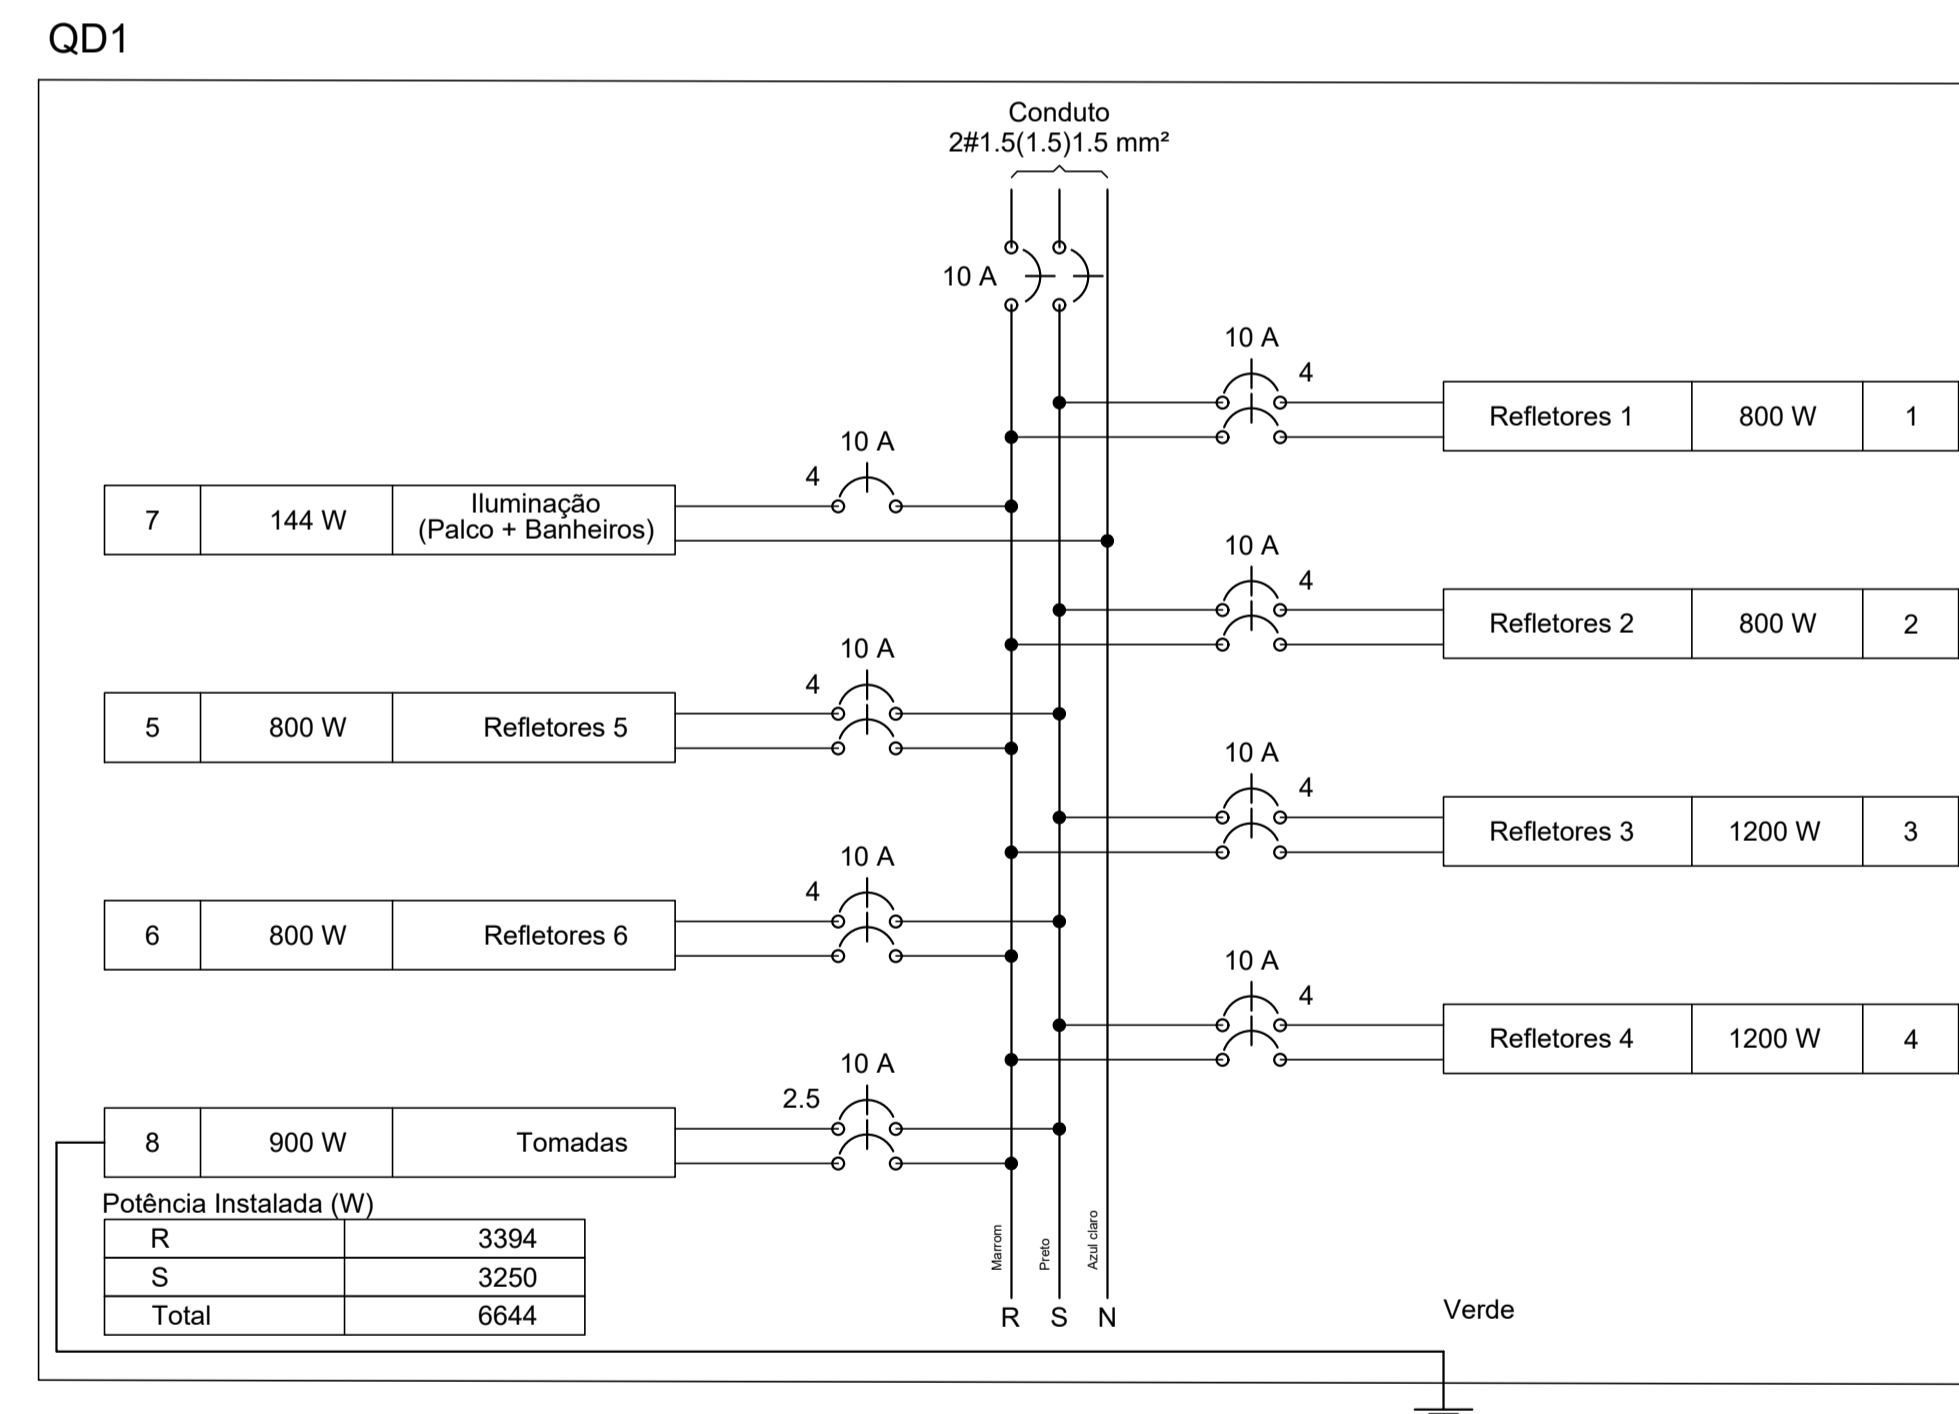 QD1
Conduto
2#1.5(1.5)1.5 mm²
10 A
10 A
4
Refletores 1 800 W 1
10 A
4
7 144 W Iluminação
(Palco + Banheiros)
10 A
4
Refletores 2 800 W 2
10 A
4
5 800 W Refletores 5
10 A
4
Refletores 3 1200 W 3
10 A
4
6 800 W Refletores 6
10 A
4
Refletores 4 1200 W 4
10 A
2.5
8 900 W Tomadas
Potência Instalada (W)
R 3394
S 3250
Total 6644
Marrom
Preto
Azul claro
R S N
Verde